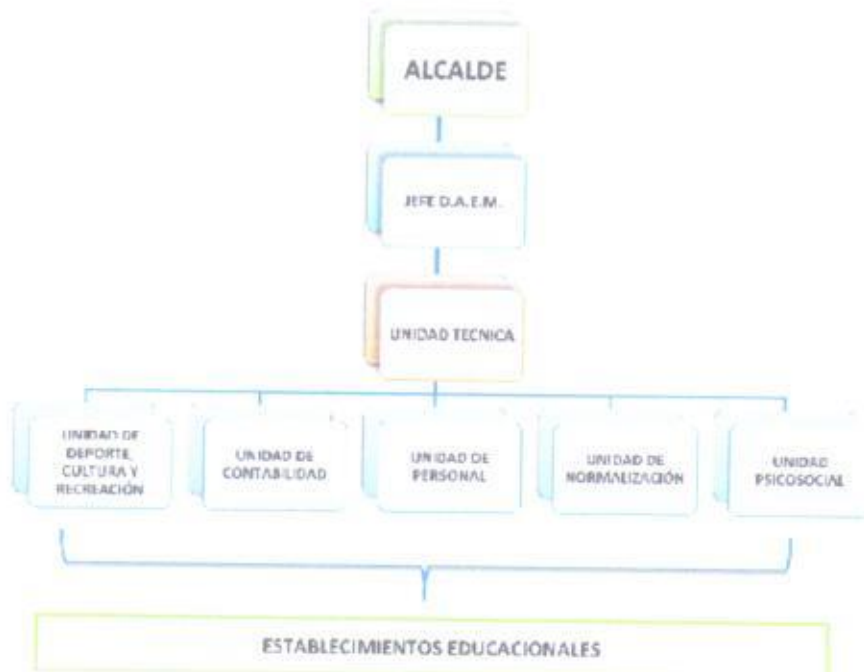 ALCALDE
JEFE D.A.E.M.
UNIDAD TECNICA
UNIDAD DE
DEPORTE,
CULTURA Y
RECREACIÓN
UNIDAD DE
CONTABILIDAD
UNIDAD DE
PERSONAL
UNIDAD DE
NORMALIZACIÓN
UNIDAD
PSICOSOCIAL
ESTABLECIMIENTOS EDUCACIONALES